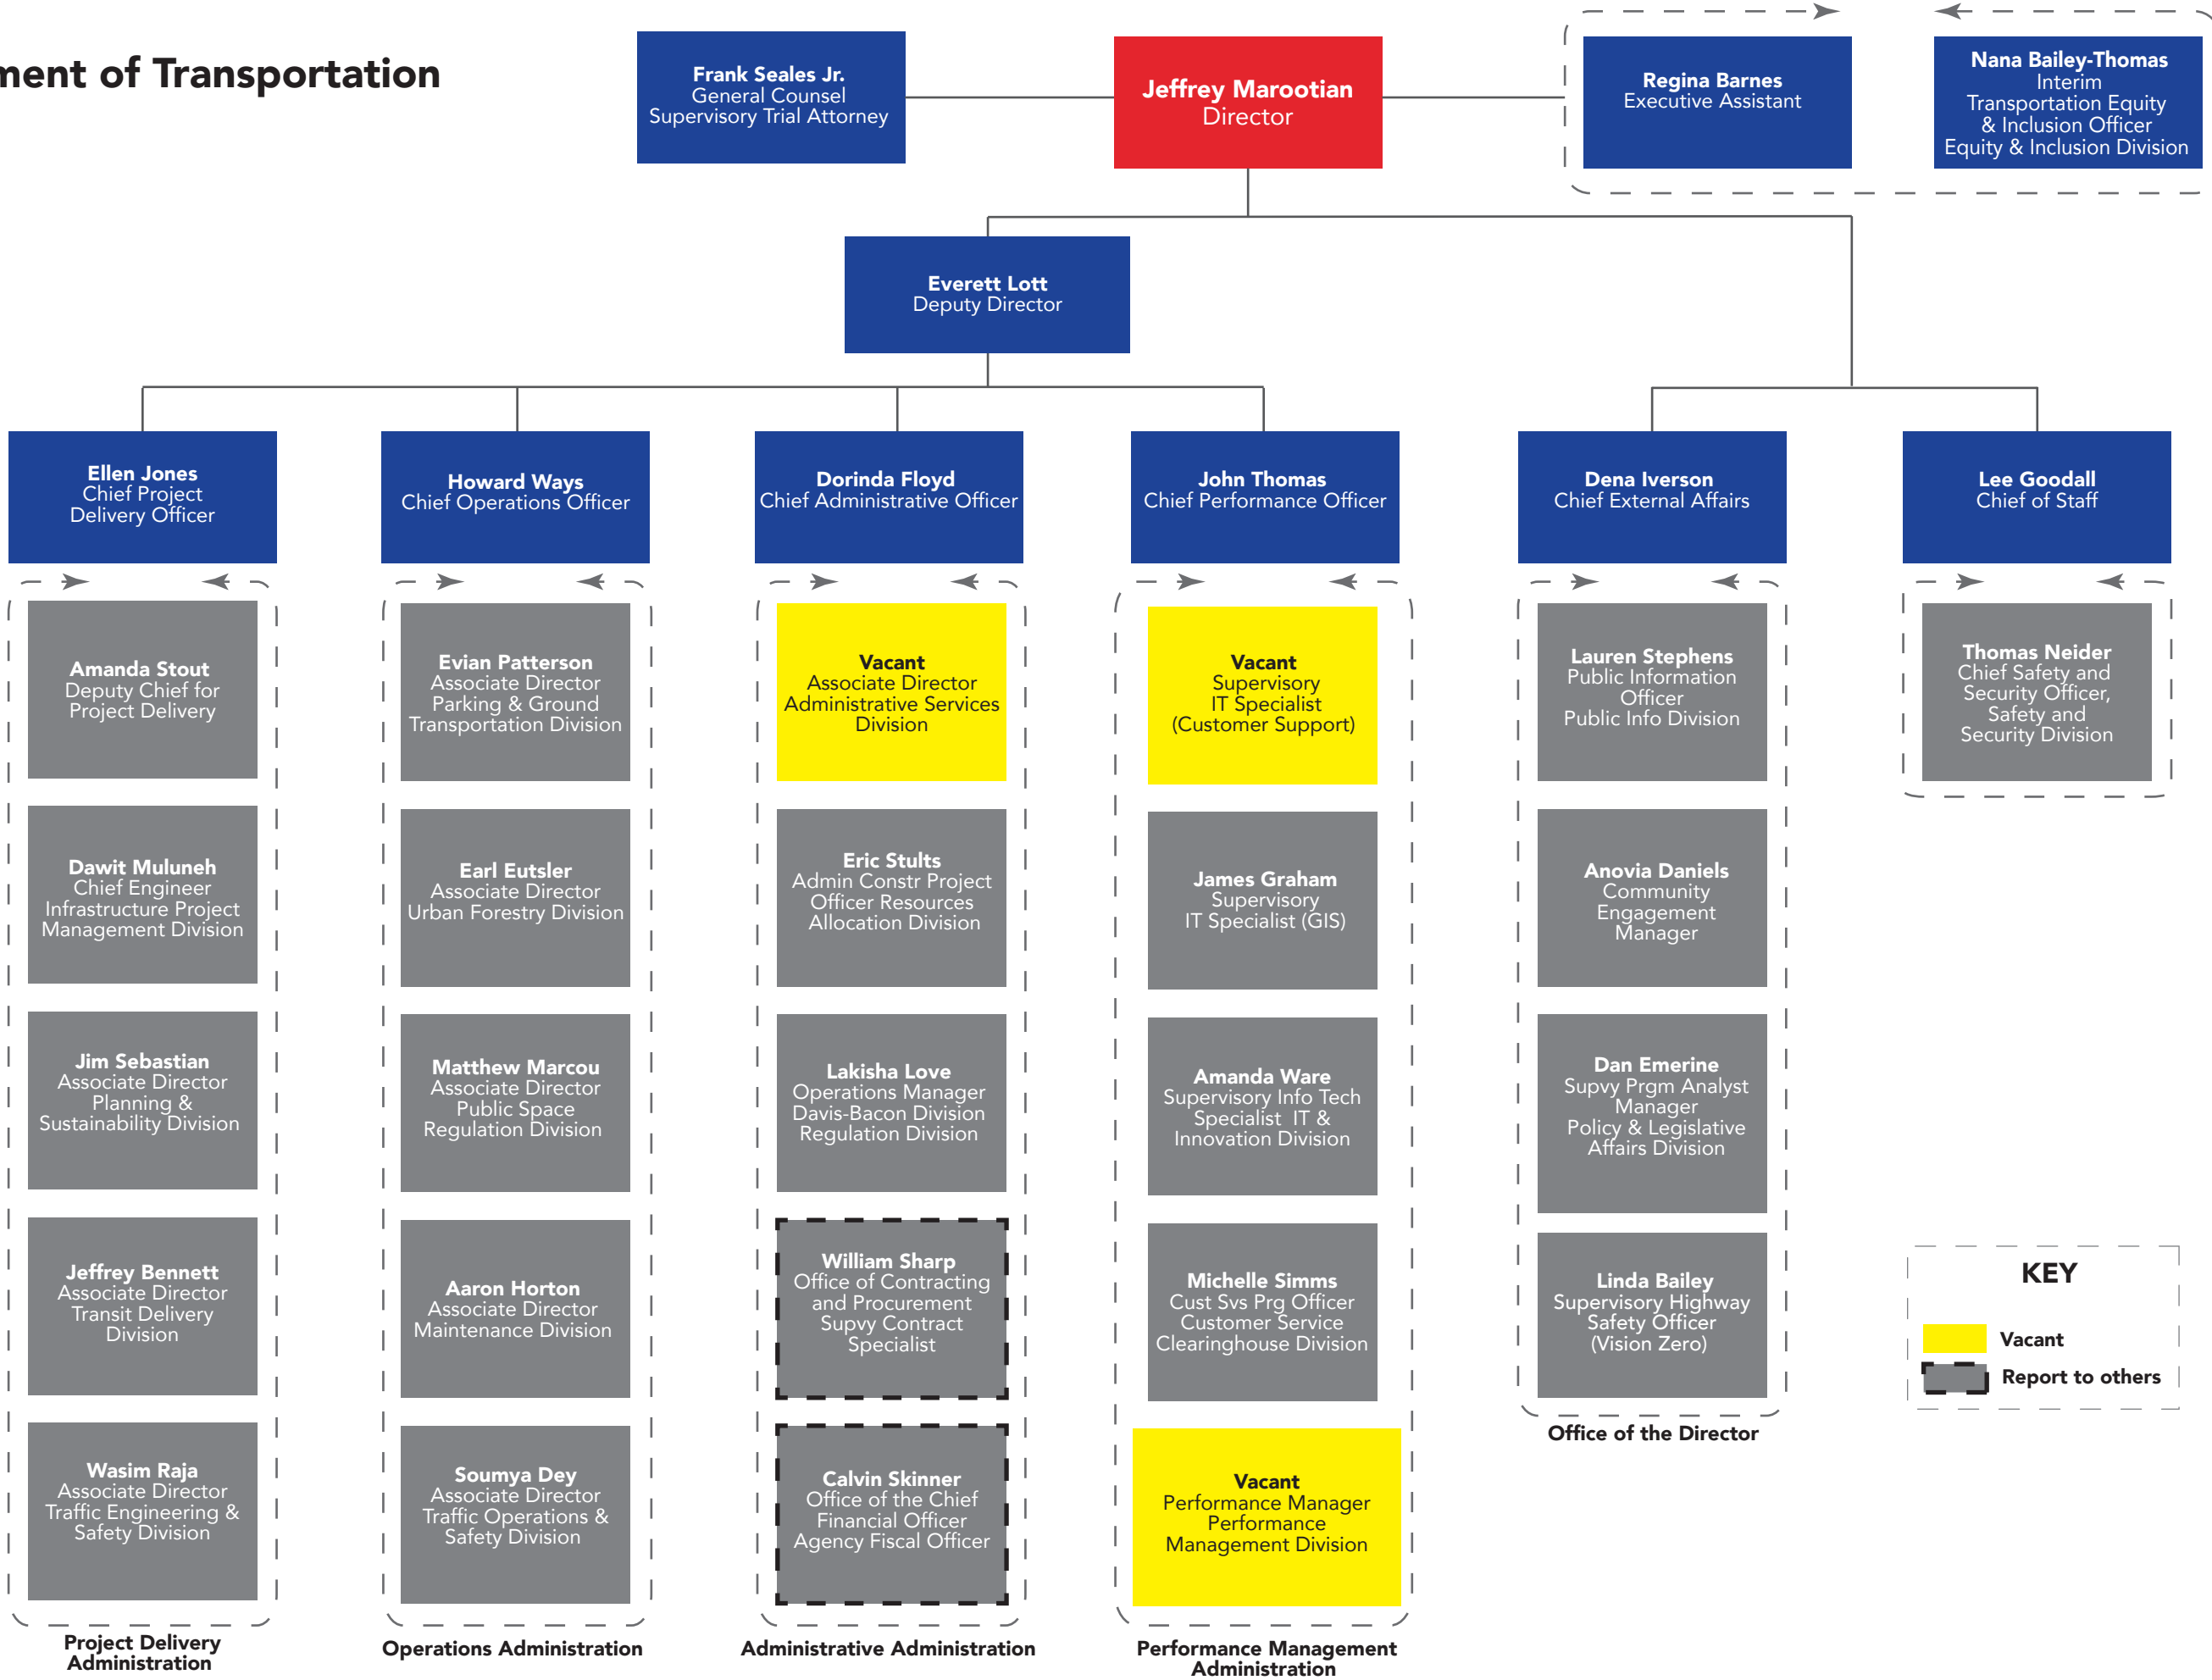 ment of Transportation
Frank Seales Jr.
General Counsel
Supervisory Trial Attorney
Jeffrey Marootian
Director
Regina Barnes
Executive Assistant
Nana Bailey-Thomas
Interim
Transportation Equity
& Inclusion Officer
Equity & Inclusion Division
Everett Lott
Deputy Director
Ellen Jones
Chief Project
Delivery Officer
Howard Ways
Chief Operations Officer
Dorinda Floyd
Chief Administrative Officer
John Thomas
Chief Performance Officer
Dena Iverson
Chief External Affairs
Lee Goodall
Chief of Staff
Amanda Stout
Deputy Chief for
Project Delivery
Dawit Muluneh
Chief Engineer
Infrastructure Project
Management Division
Jim Sebastian
Associate Director
Planning &
Sustainability Division
Jeffrey Bennett
Associate Director
Transit Delivery
Division
Wasim Raja
Associate Director
Traffic Engineering &
Safety Division
Project Delivery
Administration
Evian Patterson
Associate Director
Parking & Ground
Transportation Division
Earl Eutsler
Associate Director
Urban Forestry Division
Matthew Marcou
Associate Director
Public Space
Regulation Division
Aaron Horton
Associate Director
Maintenance Division
Soumya Dey
Associate Director
Traffic Operations &
Safety Division
Operations Administration
Vacant
Associate Director
Administrative Services
Division
Eric Stults
Admin Constr Project
Officer Resources
Allocation Division
Lakisha Love
Operations Manager
Davis-Bacon Division
Regulation Division
William Sharp
Office of Contracting
and Procurement
Supvy Contract
Specialist
Calvin Skinner
Office of the Chief
Financial Officer
Agency Fiscal Officer
Administrative Administration
Vacant
Supervisory
IT Specialist
(Customer Support)
James Graham
Supervisory
IT Specialist (GIS)
Amanda Ware
Supervisory Info Tech
Specialist IT &
Innovation Division
Michelle Simms
Cust Svs Prg Officer
Customer Service
Clearinghouse Division
Vacant
Performance Manager
Performance
Management Division
Performance Management
Administration
Lauren Stephens
Public Information
Officer
Public Info Division
Anovia Daniels
Community
Engagement
Manager
Dan Emerine
Supvy Prgm Analyst
Manager
Policy & Legislative
Affairs Division
Linda Bailey
Supervisory Highway
Safety Officer
(Vision Zero)
Office of the Director
Thomas Neider
Chief Safety and
Security Officer,
Safety and
Security Division
KEY
Vacant
Report to others